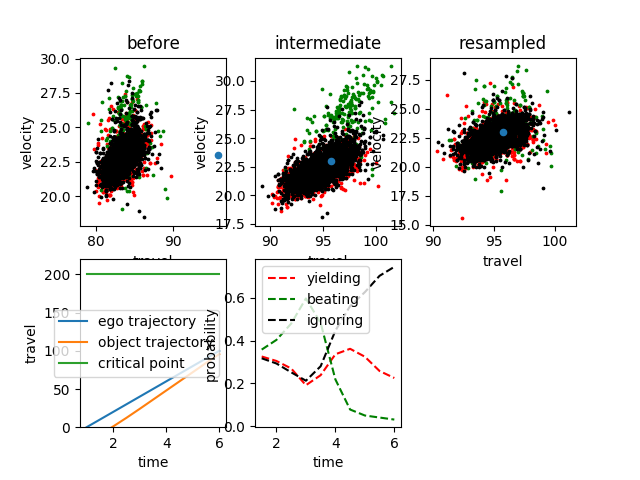 before
intermediate
resampled
velocity
30.0
27.5
25.0
22.5
20.0
80
90
travel
velocity
30.0
27.5
25.0
22.5
20.0
17.5
90
95
100
travel
velocity
27.5
25.0
22.5
20.0
17.5
15.0
90
95
100
travel
travel
200
150
100
50
0
2
4
6
time
ego trajectory
object trajectory
critical point
probability
0.6
0.4
0.2
0.0
2
4
6
time
yielding
beating
ignoring